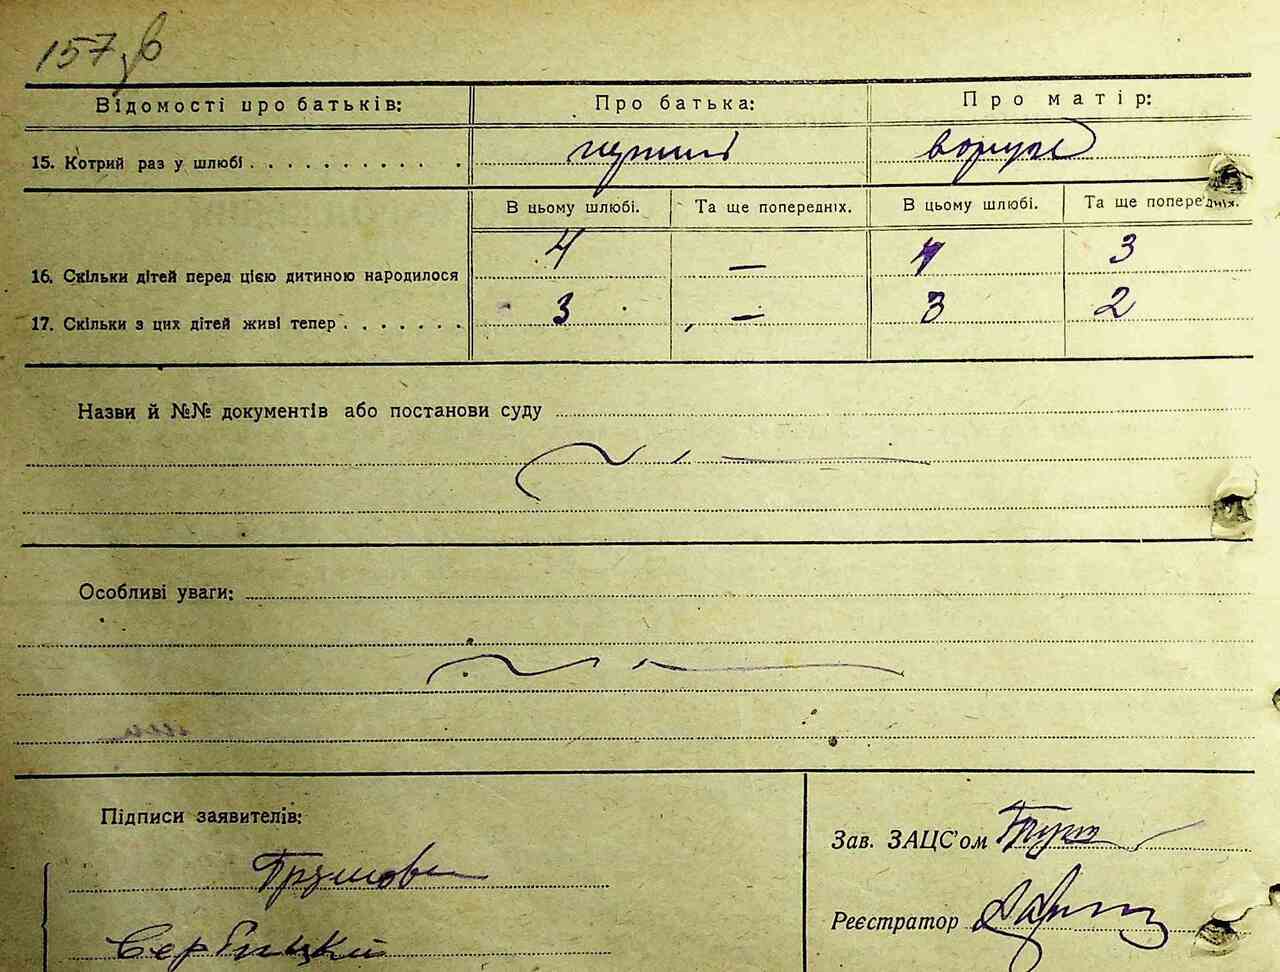 157 зв
Відомості про батьків: Про батька: Про матір:
15. Котрий раз у шлюбі . . . . . . . . . . . перший вторые
В цьому шлюбі. Та ще попередніх. В цьому шлюбі. Та ще попередніх.
16. Скільки дітей перед цією дитиною народилося 4 — 4 3
17. Скільки з цих дітей живі тепер . . . . . . . 3 — 3 2
Назви й №№ документів або постанови суду
Особливі уваги:
Підписи заявителів:
Зав. ЗАЦС'ом
Реєстратор